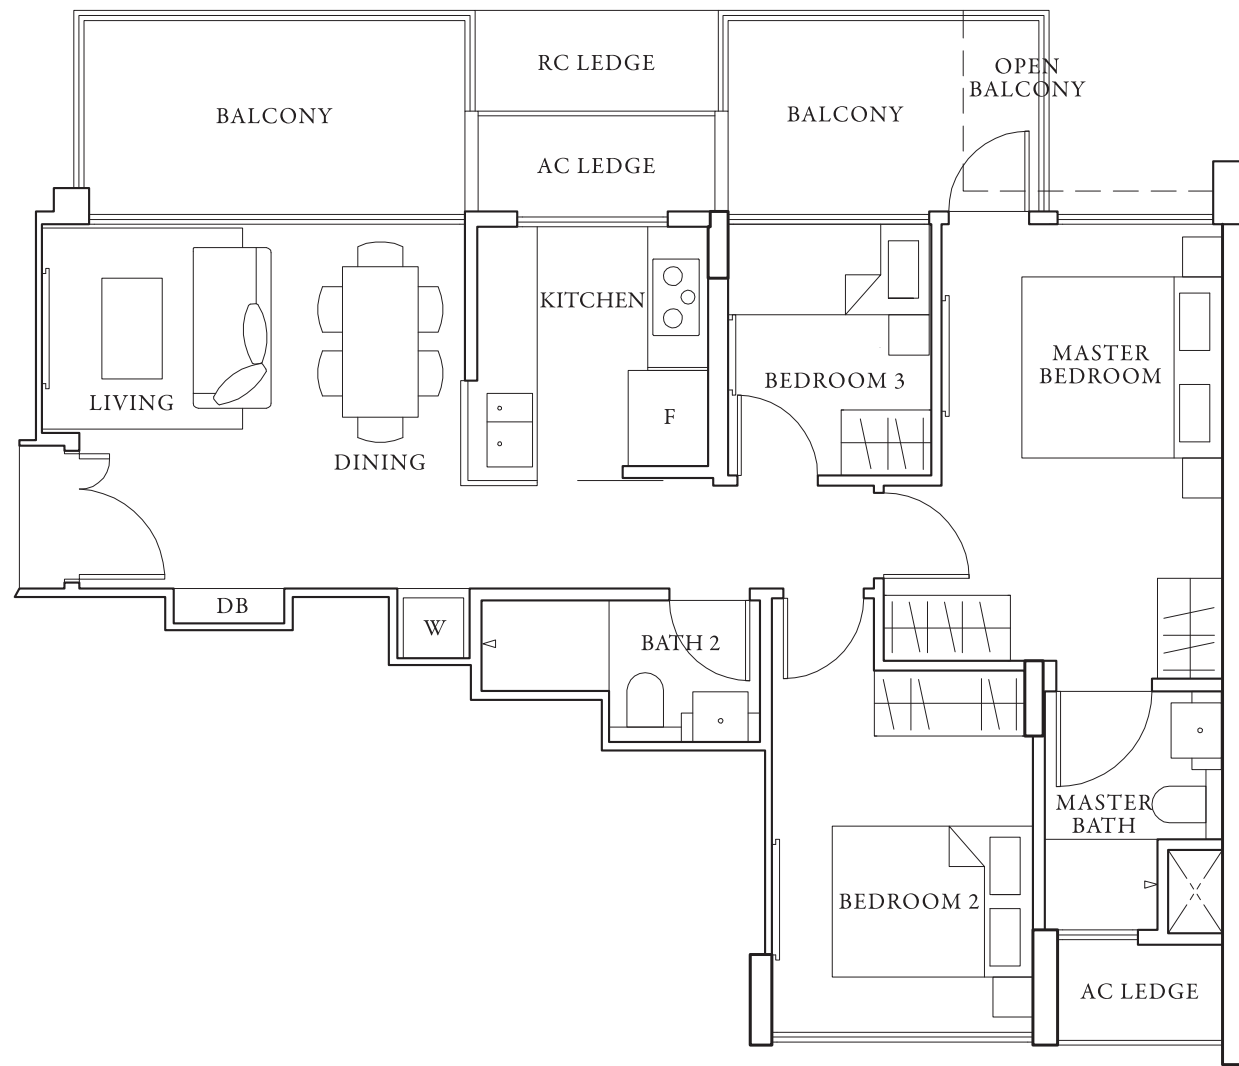 RC LEDGE
OPEN
BALCONY
BALCONY
BALCONY
AC LEDGE
KITCHEN
MASTER
BEDROOM
BEDROOM 3
LIVING
F
DINING
DB
W
BATH 2
MASTER
BATH
BEDROOM 2
AC LEDGE